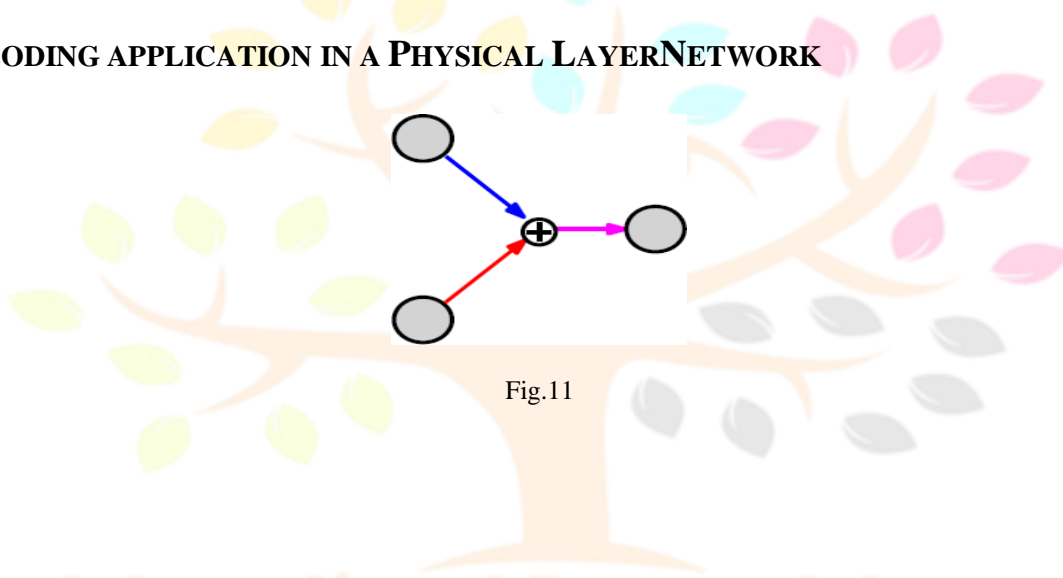 ODING APPLICATION IN A PHYSICAL LAYERNETWORK
Fig.11